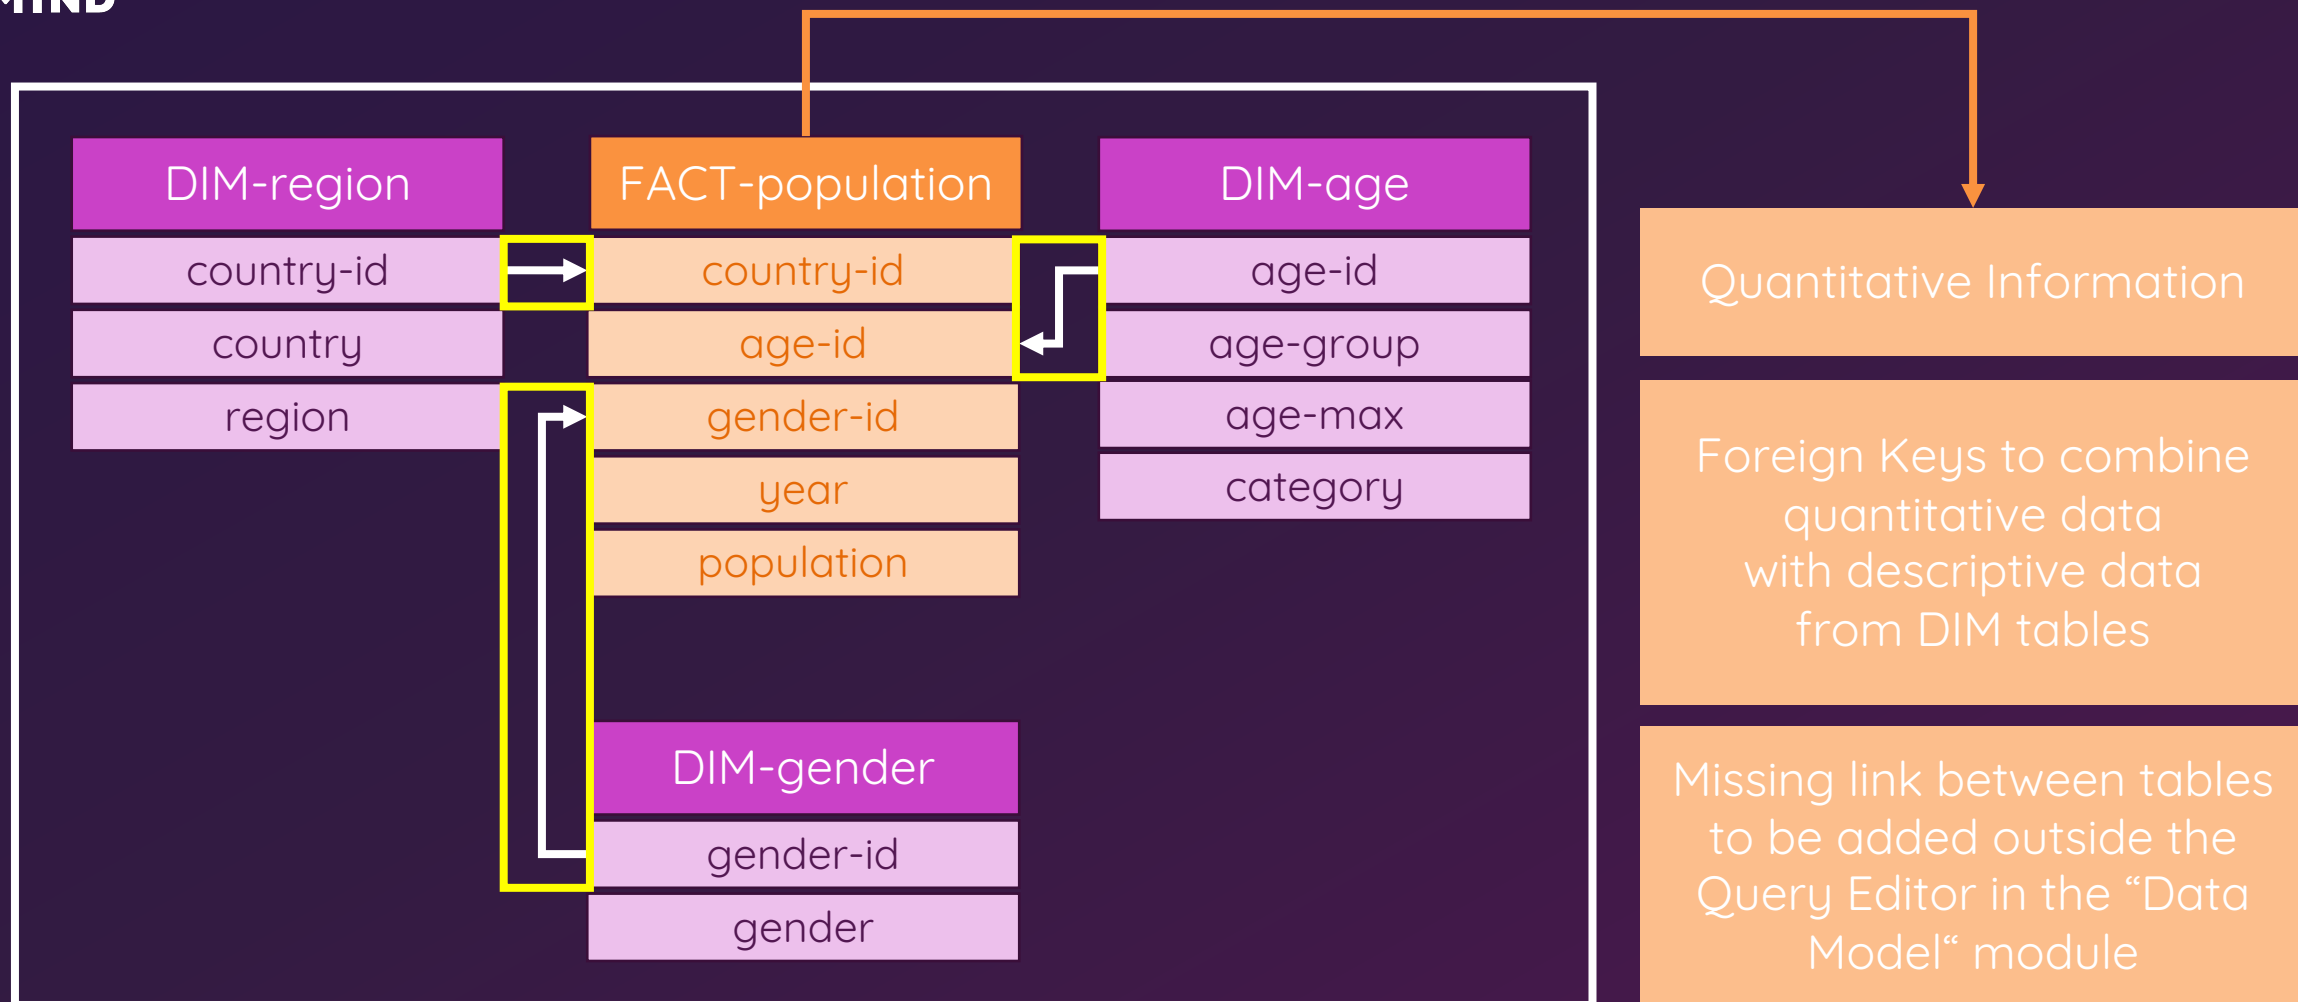 DIM-region
country-id
country
region
FACT-population
country-id
age-id
gender-id
year
population
DIM-age
age-id
age-group
age-max
category
DIM-gender
gender-id
gender
Quantitative Information
Foreign Keys to combine
quantitative data
with descriptive data
from DIM tables
Missing link between tables
to be added outside the
Query Editor in the “Data
Model“ module